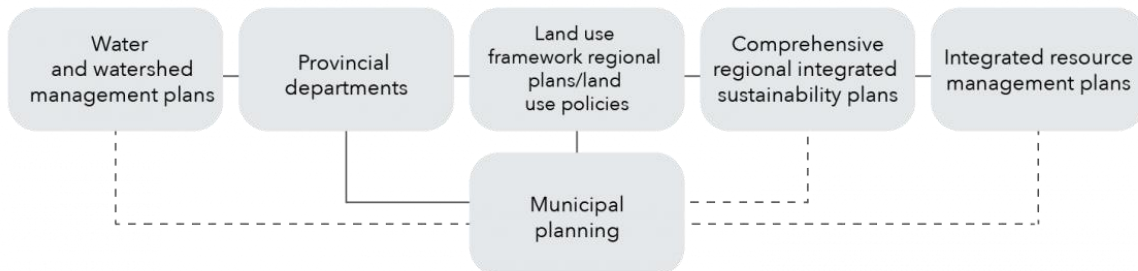 Water
and watershed
management plans
Provincial
departments
Land use
framework regional
plans/land
use policies
Comprehensive
regional integrated
sustainability plans
Integrated resource
management plans
Municipal
planning